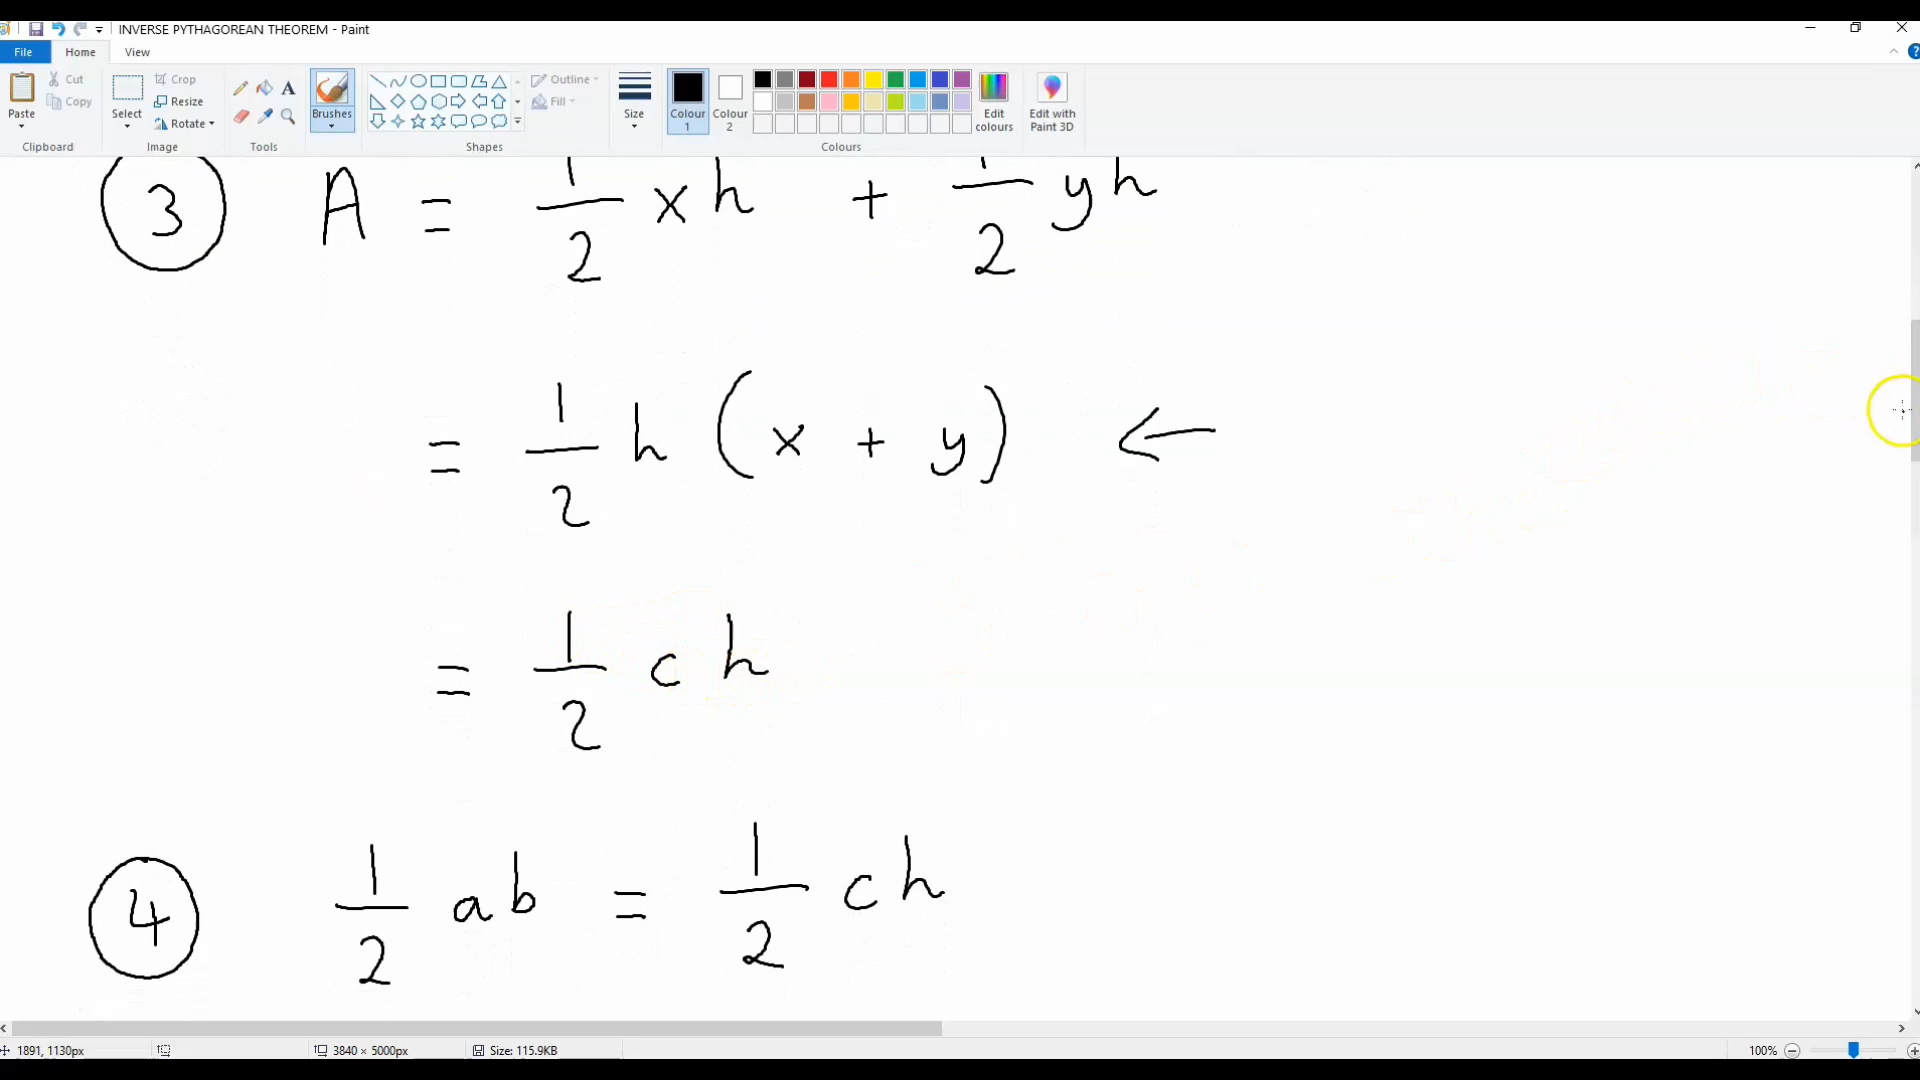 INVERSE PYTHAGOREAN THEOREM - Paint
File Home View
Paste Cut Copy
Clipboard
Select Crop Resize Rotate
Image
A
Tools
Brushes
Outline Fill
Shapes
Size
Colour 1 Colour 2
Edit colours
Colours
Edit with Paint 3D
3 A = 1/2 xh + 1/2 yh
= 1/2 h (x + y) ←
= 1/2 ch
4 1/2 ab = 1/2 ch
1891, 1130px 3840 × 5000px Size: 115.9KB 100%